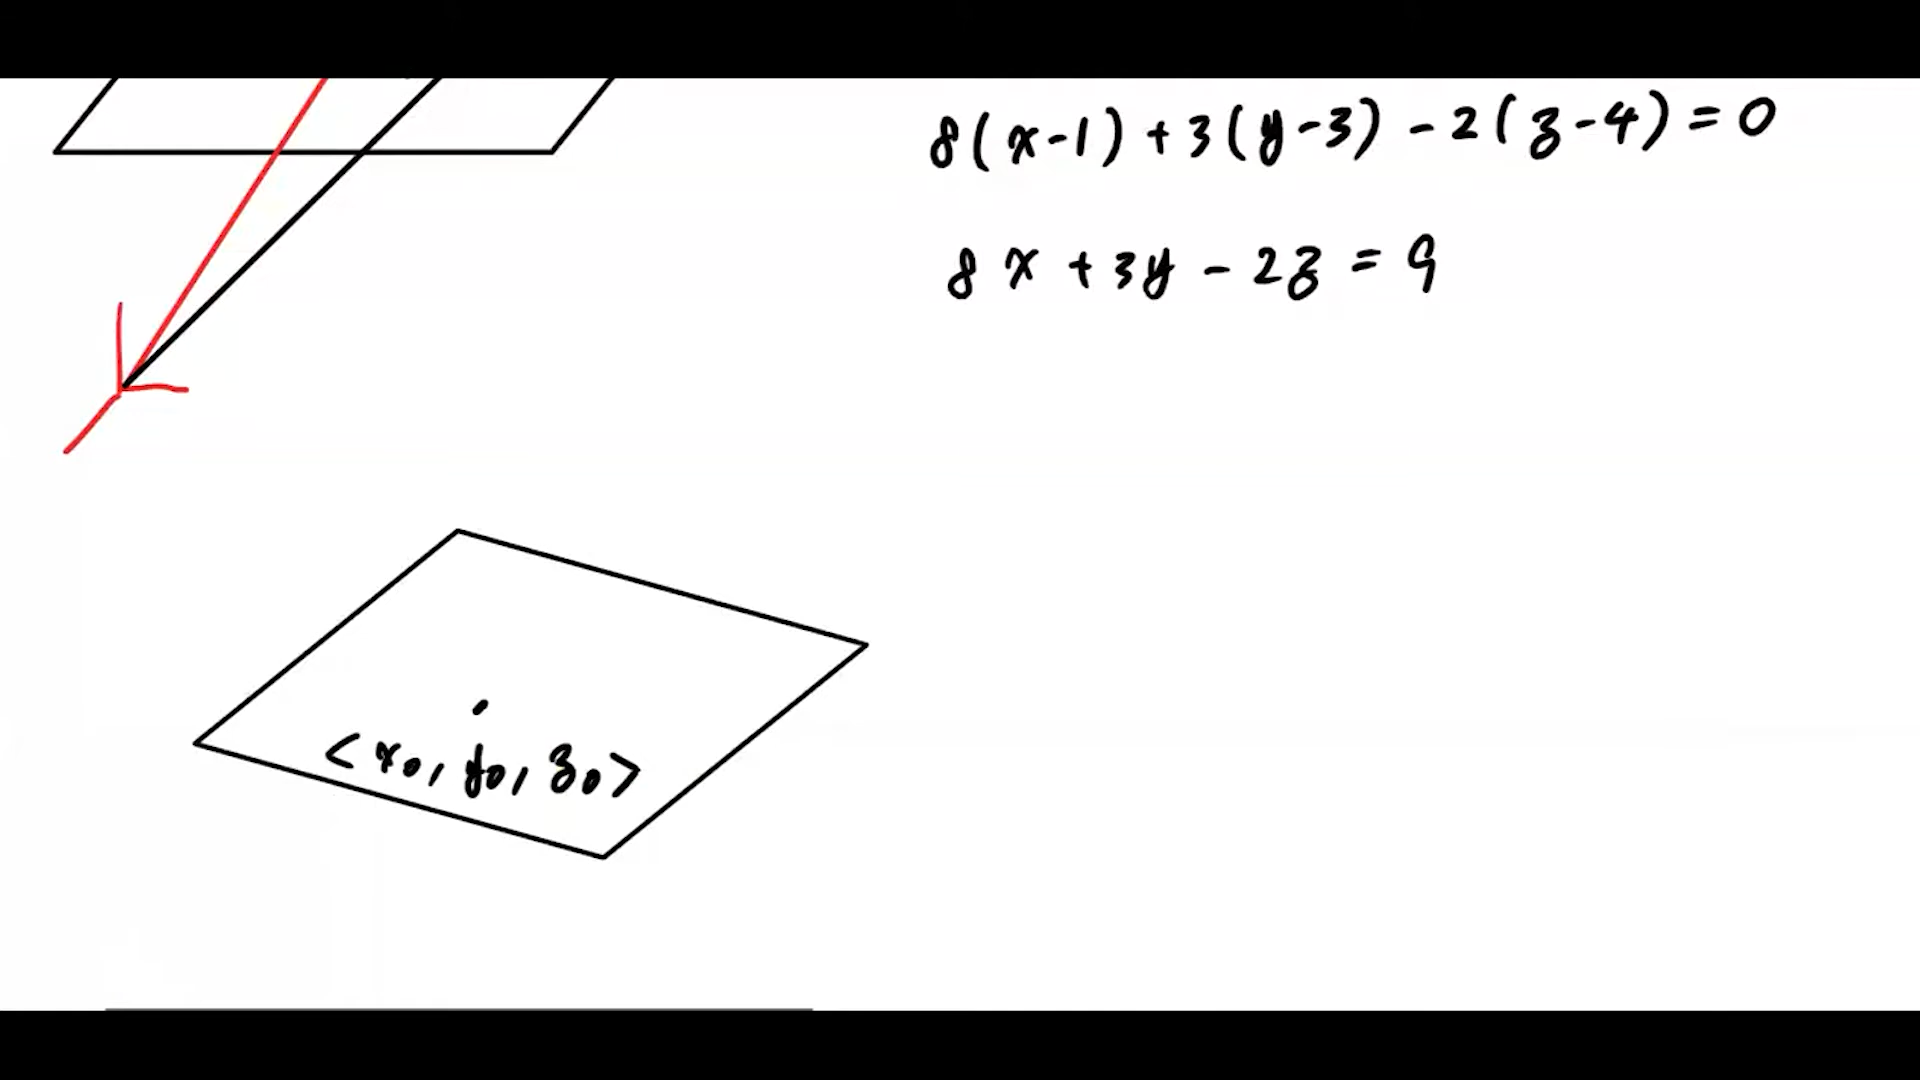 8(x-1) + 3(y-3) - 2(z-4) = 0
8x + 3y - 2z = 9
<x₀, y₀, z₀>